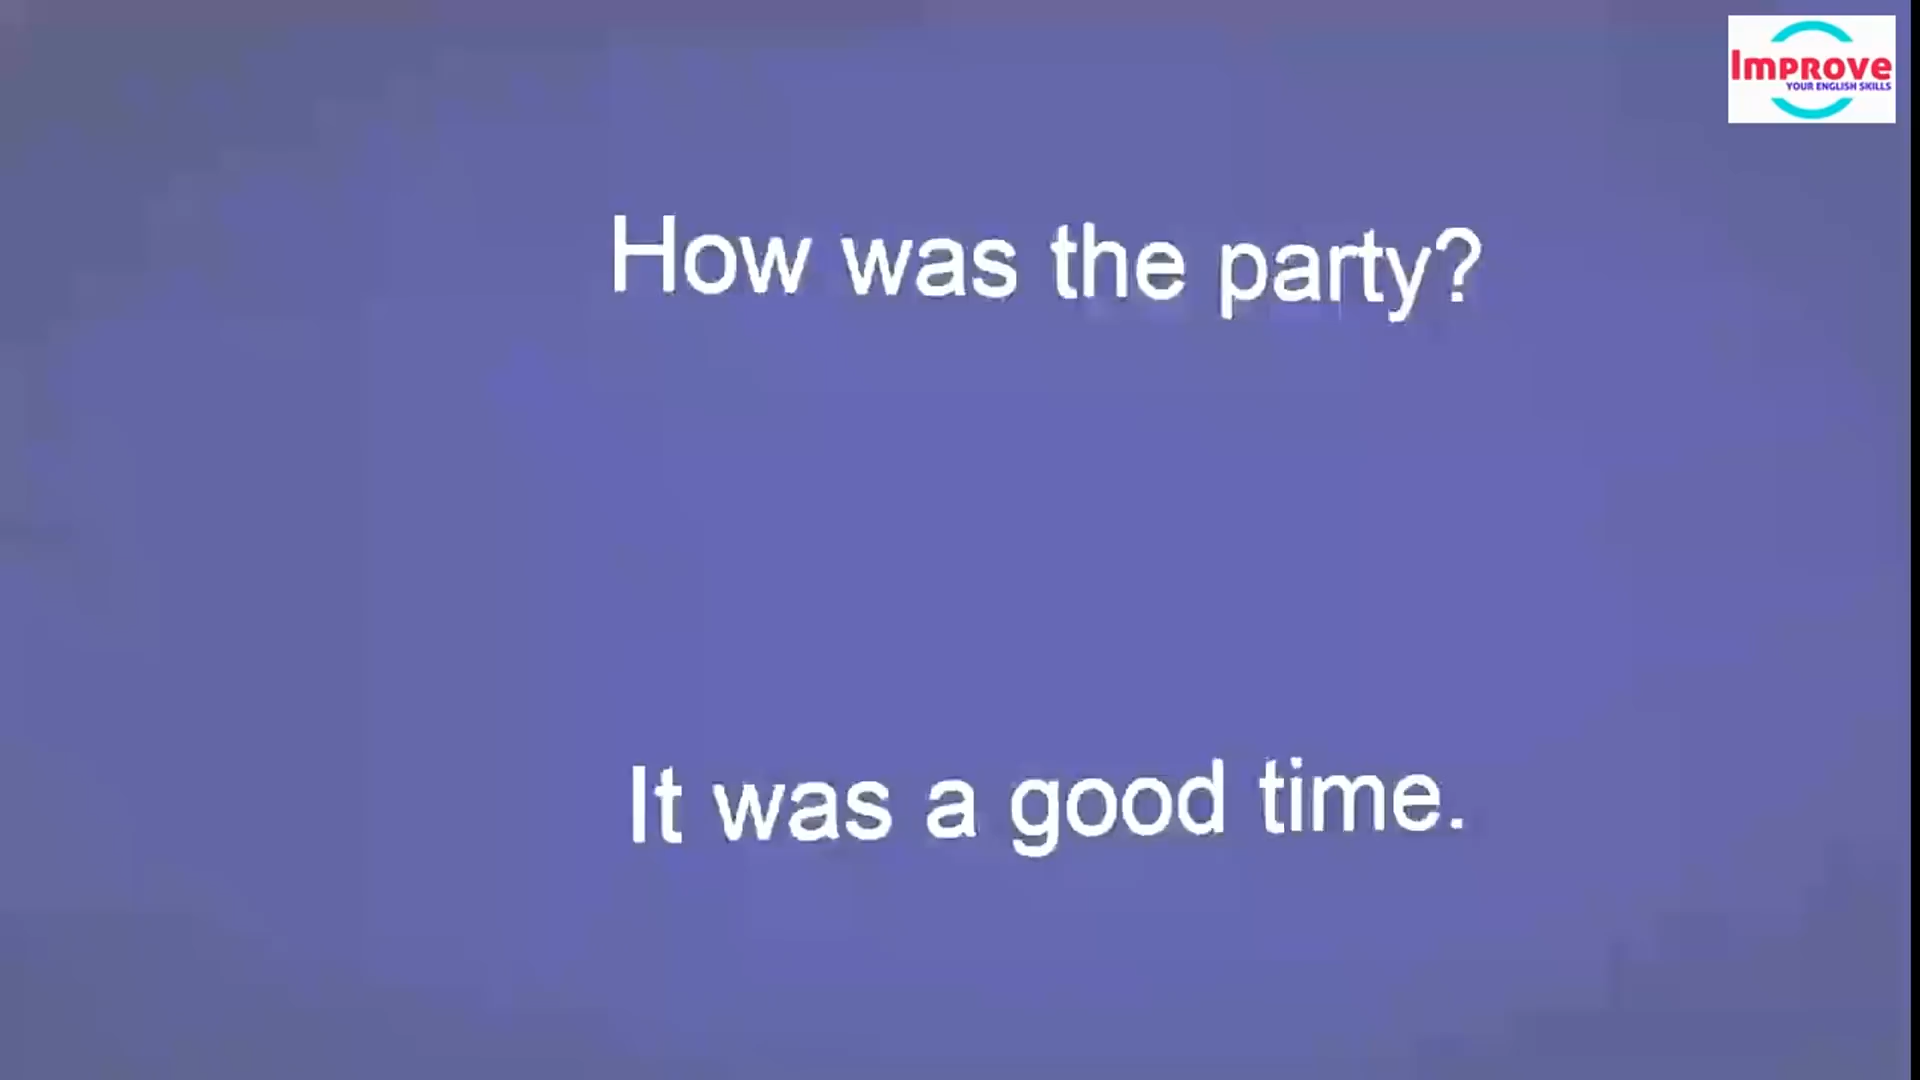 Improve
YOUR ENGLISH SKILLS
How was the party?
It was a good time.